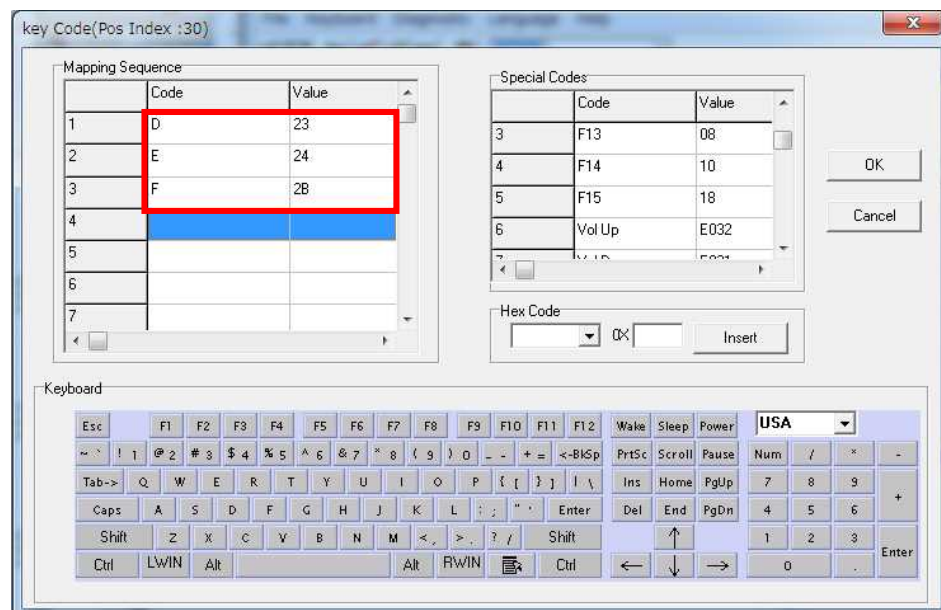 File Keyboard Diagnostic Language Help
key Code(Pos Index :30)
Mapping Sequence
Code Value
1 D 23
2 E 24
3 F 2B
4
5
6
7
Special Codes
Code Value
3 F13 08
4 F14 10
5 F15 18
6 Vol Up E032
OK
Cancel
Hex Code
0X
Insert
Keyboard
Esc F1 F2 F3 F4 F5 F6 F7 F8 F9 F10 F11 F12 Wake Sleep Power USA
~ ` ! 1 @ 2 # 3 $ 4 % 5 ^ 6 & 7 * 8 ( 9 ) 0 _ - + = <-BkSp PrtSc Scroll Pause Num / * -
Tab-> Q W E R T Y U I O P { [ } ] | \ Ins Home PgUp 7 8 9 +
Caps A S D F G H J K L : ; " ' Enter Del End PgDn 4 5 6
Shift Z X C V B N M < , > . ? / Shift ↑ 1 2 3 Enter
Ctrl LWIN Alt Alt RWIN Ctrl ← ↓ → 0 .